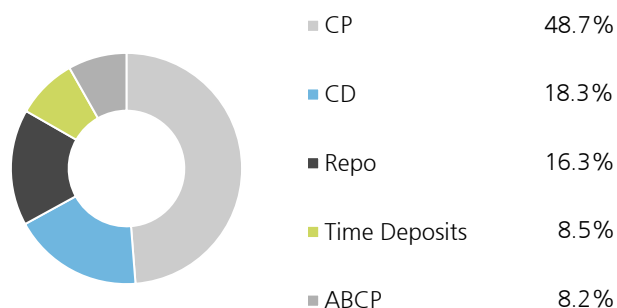 CP 48.7%
CD 18.3%
Repo 16.3%
Time Deposits 8.5%
ABCP 8.2%